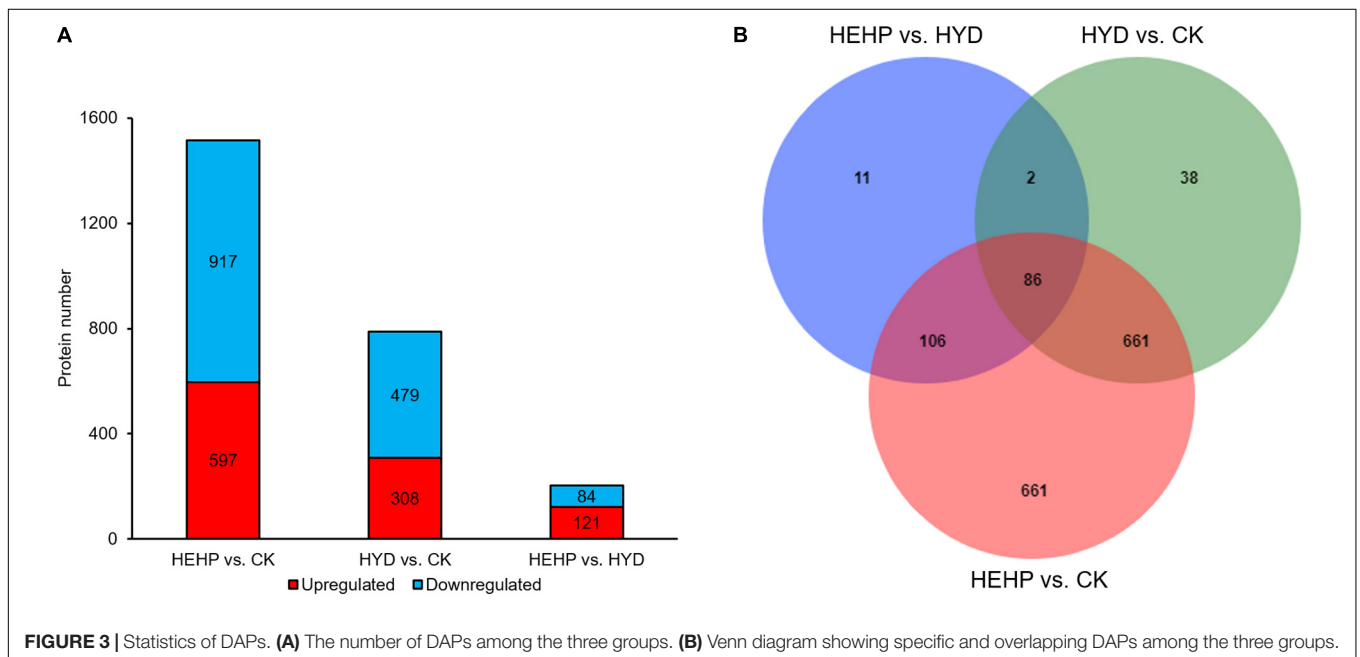 A
1600
1200
800
400
0
Protein number
917
597
479
308
84
121
HEHP vs. CK
HYD vs. CK
HEHP vs. HYD
Upregulated
Downregulated
B
HEHP vs. HYD
HYD vs. CK
11
2
38
86
106
661
661
HEHP vs. CK
FIGURE 3 | Statistics of DAPs. (A) The number of DAPs among the three groups. (B) Venn diagram showing specific and overlapping DAPs among the three groups.